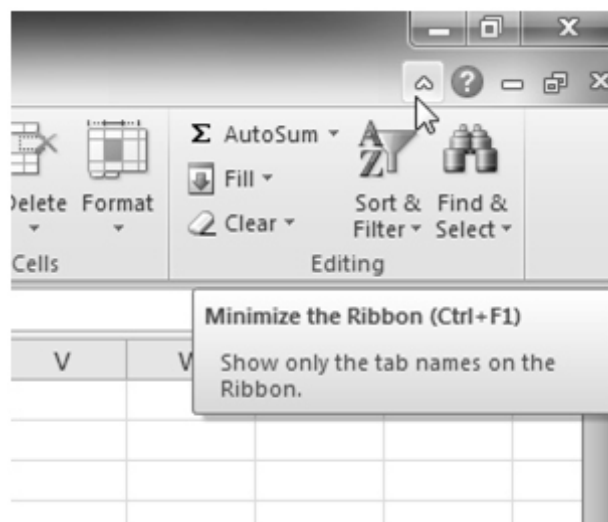 Σ AutoSum
Fill
Clear
A
Z
Sort &
Filter
Find &
Select
Format
Cells
Editing
Minimize the Ribbon (Ctrl+F1)
Show only the tab names on the
Ribbon.
V